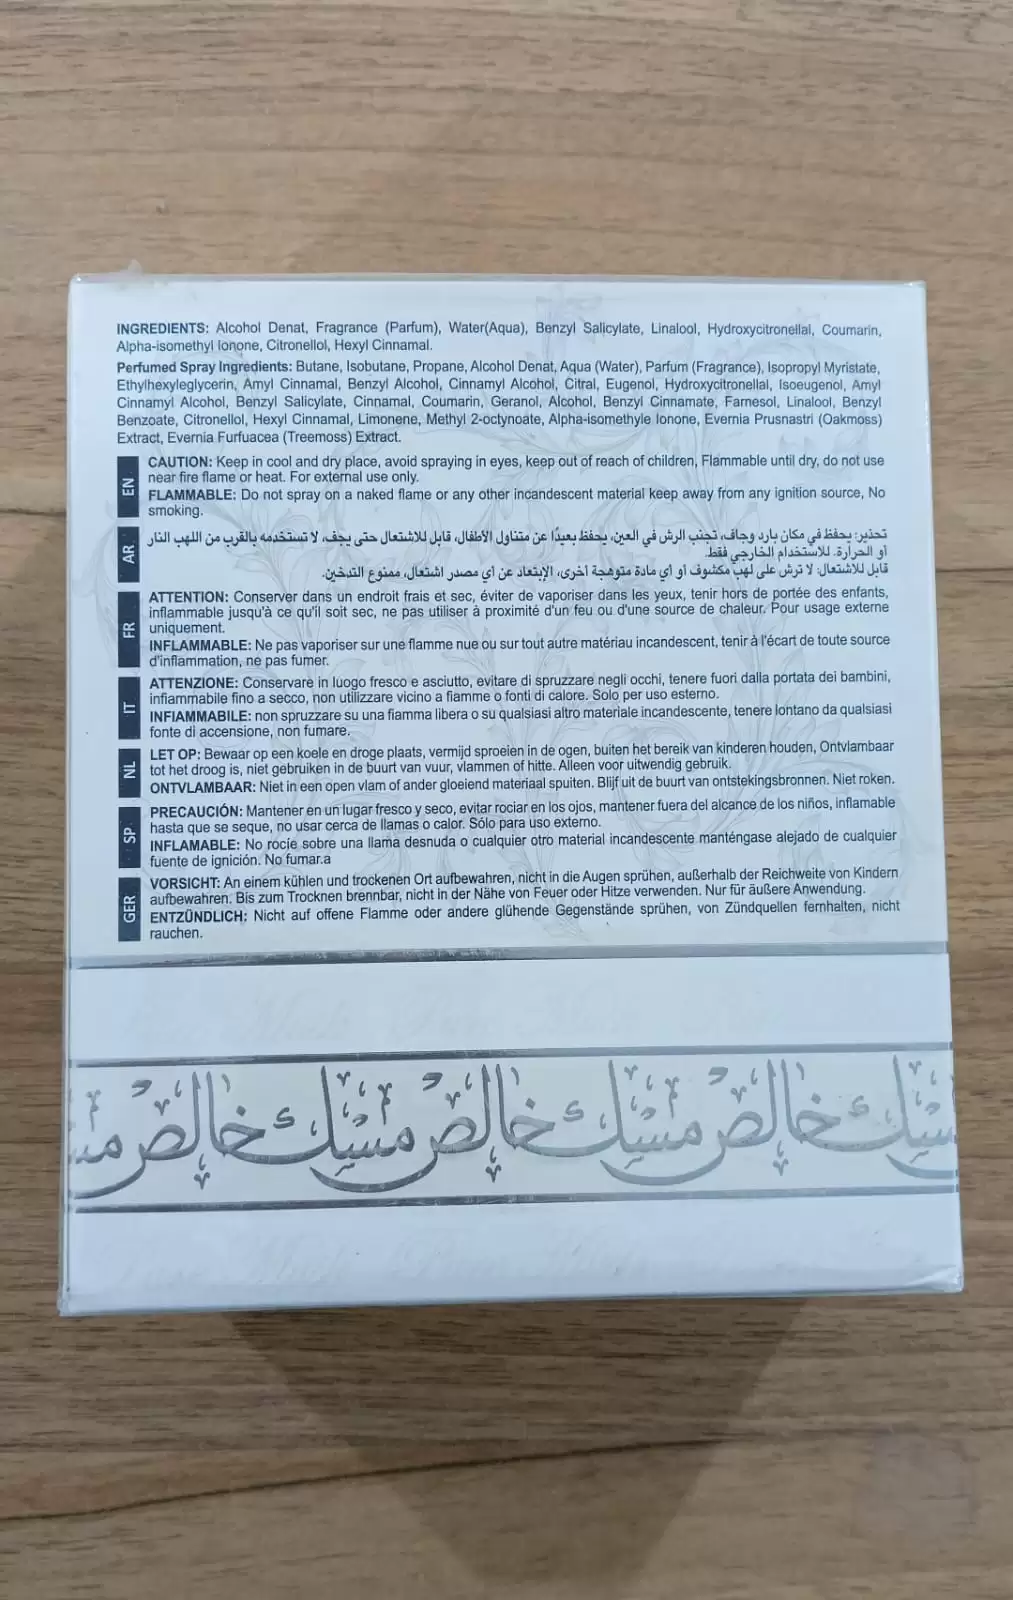 INGREDIENTS: Alcohol Denat, Fragrance (Parfum), Water(Aqua), Benzyl Salicylate, Linalool, Hydroxycitronellal, Coumarin,
Alpha-isomethyl Ionone, Citronellol, Hexyl Cinnamal.
Perfumed Spray Ingredients: Butane, Isobutane, Propane, Alcohol Denat, Aqua (Water), Parfum (Fragrance), Isopropyl Myristate,
Ethylhexyleglycerin, Amyl Cinnamal, Benzyl Alcohol, Cinnamyl Alcohol, Citral, Eugenol, Hydroxycitronellal, Isoeugenol, Amyl
Cinnamyl Alcohol, Benzyl Salicylate, Cinnamal, Coumarin, Geranol, Alcohol, Benzyl Cinnamate, Farnesol, Linalool, Benzyl
Benzoate, Citronellol, Hexyl Cinnamal, Limonene, Methyl 2-octynoate, Alpha-isomethyle Ionone, Evernia Prusnastri (Oakmoss)
Extract, Evernia Furfuacea (Treemoss) Extract.
EN
CAUTION: Keep in cool and dry place, avoid spraying in eyes, keep out of reach of children, Flammable until dry, do not use
near fire flame or heat. For external use only.
FLAMMABLE: Do not spray on a naked flame or any other incandescent material keep away from any ignition source, No
smoking.
AR
تحذير: يحفظ في مكان بارد وجاف، تجنب الرش في العين، يحفظ بعيدًا عن متناول الأطفال، قابل للاشتعال حتى يجف، لا تستخدمه بالقرب من اللهب النار
أو الحرارة. للاستخدام الخارجي فقط.
قابل للاشتعال: لا ترش على لهب مكشوف أو أي مادة متوهجة أخرى، الإبتعاد عن أي مصدر اشتعال، ممنوع التدخين.
FR
ATTENTION: Conserver dans un endroit frais et sec, éviter de vaporiser dans les yeux, tenir hors de portée des enfants,
inflammable jusqu'à ce qu'il soit sec, ne pas utiliser à proximité d'un feu ou d'une source de chaleur. Pour usage externe
uniquement.
INFLAMMABLE: Ne pas vaporiser sur une flamme nue ou sur tout autre matériau incandescent, tenir à l'écart de toute source
d'inflammation, ne pas fumer.
IT
ATTENZIONE: Conservare in luogo fresco e asciutto, evitare di spruzzare negli occhi, tenere fuori dalla portata dei bambini,
infiammabile fino a secco, non utilizzare vicino a fiamme o fonti di calore. Solo per uso esterno.
INFIAMMABILE: non spruzzare su una fiamma libera o su qualsiasi altro materiale incandescente, tenere lontano da qualsiasi
fonte di accensione, non fumare.
NL
LET OP: Bewaar op een koele en droge plaats, vermijd sproeien in de ogen, buiten het bereik van kinderen houden, Ontvlambaar
tot het droog is, niet gebruiken in de buurt van vuur, vlammen of hitte. Alleen voor uitwendig gebruik.
ONTVLAMBAAR: Niet in een open vlam of ander gloeiend materiaal spuiten. Blijf uit de buurt van ontstekingsbronnen. Niet roken.
SP
PRECAUCIÓN: Mantener en un lugar fresco y seco, evitar rociar en los ojos, mantener fuera del alcance de los niños, inflamable
hasta que se seque, no usar cerca de llamas o calor. Sólo para uso externo.
INFLAMABLE: No rocíe sobre una llama desnuda o cualquier otro material incandescente manténgase alejado de cualquier
fuente de ignición. No fumar.a
GER
VORSICHT: An einem kühlen und trockenen Ort aufbewahren, nicht in die Augen sprühen, außerhalb der Reichweite von Kindern
aufbewahren. Bis zum Trocknen brennbar, nicht in der Nähe von Feuer oder Hitze verwenden. Nur für äußere Anwendung.
ENTZÜNDLICH: Nicht auf offene Flamme oder andere glühende Gegenstände sprühen, von Zündquellen fernhalten, nicht
rauchen.
مسك خالص مسك خالص مسك خالص